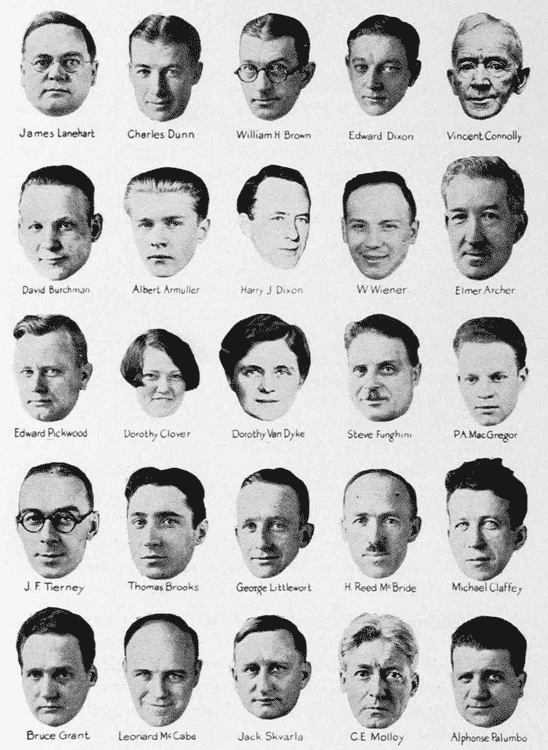 James Lanehart
Charles Dunn
William H Brown
Edward Dixon
Vincent Connolly
David Burchman
Albert Armuller
Harry J Dixon
W Wiener
Elmer Archer
Edward Pickwood
Dorothy Clover
Dorothy Van Dyke
Steve Funghini
P.A. MacGregor
J. F. Tierney
Thomas Brooks
George Littlewort
H. Reed McBride
Michael Claffey
Bruce Grant
Leonard McCabe
Jack Skvarla
C.E. Molloy
Alphonse Palumbo